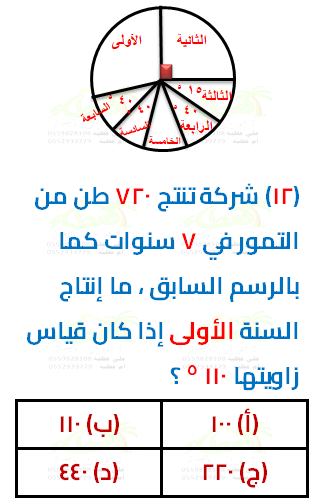 الثانية
الأولى
الثالثة ١٥ °
٤٠ °
الرابعة
الخامسة
٤٠ °
السادسة
٤٠ °
السابعة
(١٢) شركة تنتج ٧٢٠ طن من
التمور في ٧ سنوات كما
بالرسم السابق ، ما إنتاج
السنة الأولى إذا كان قياس
زاويتها ١١٠ ° ؟
(أ) ١٠٠
(ب) ١١٠
(ج) ٢٢٠
(د) ٤٤٠